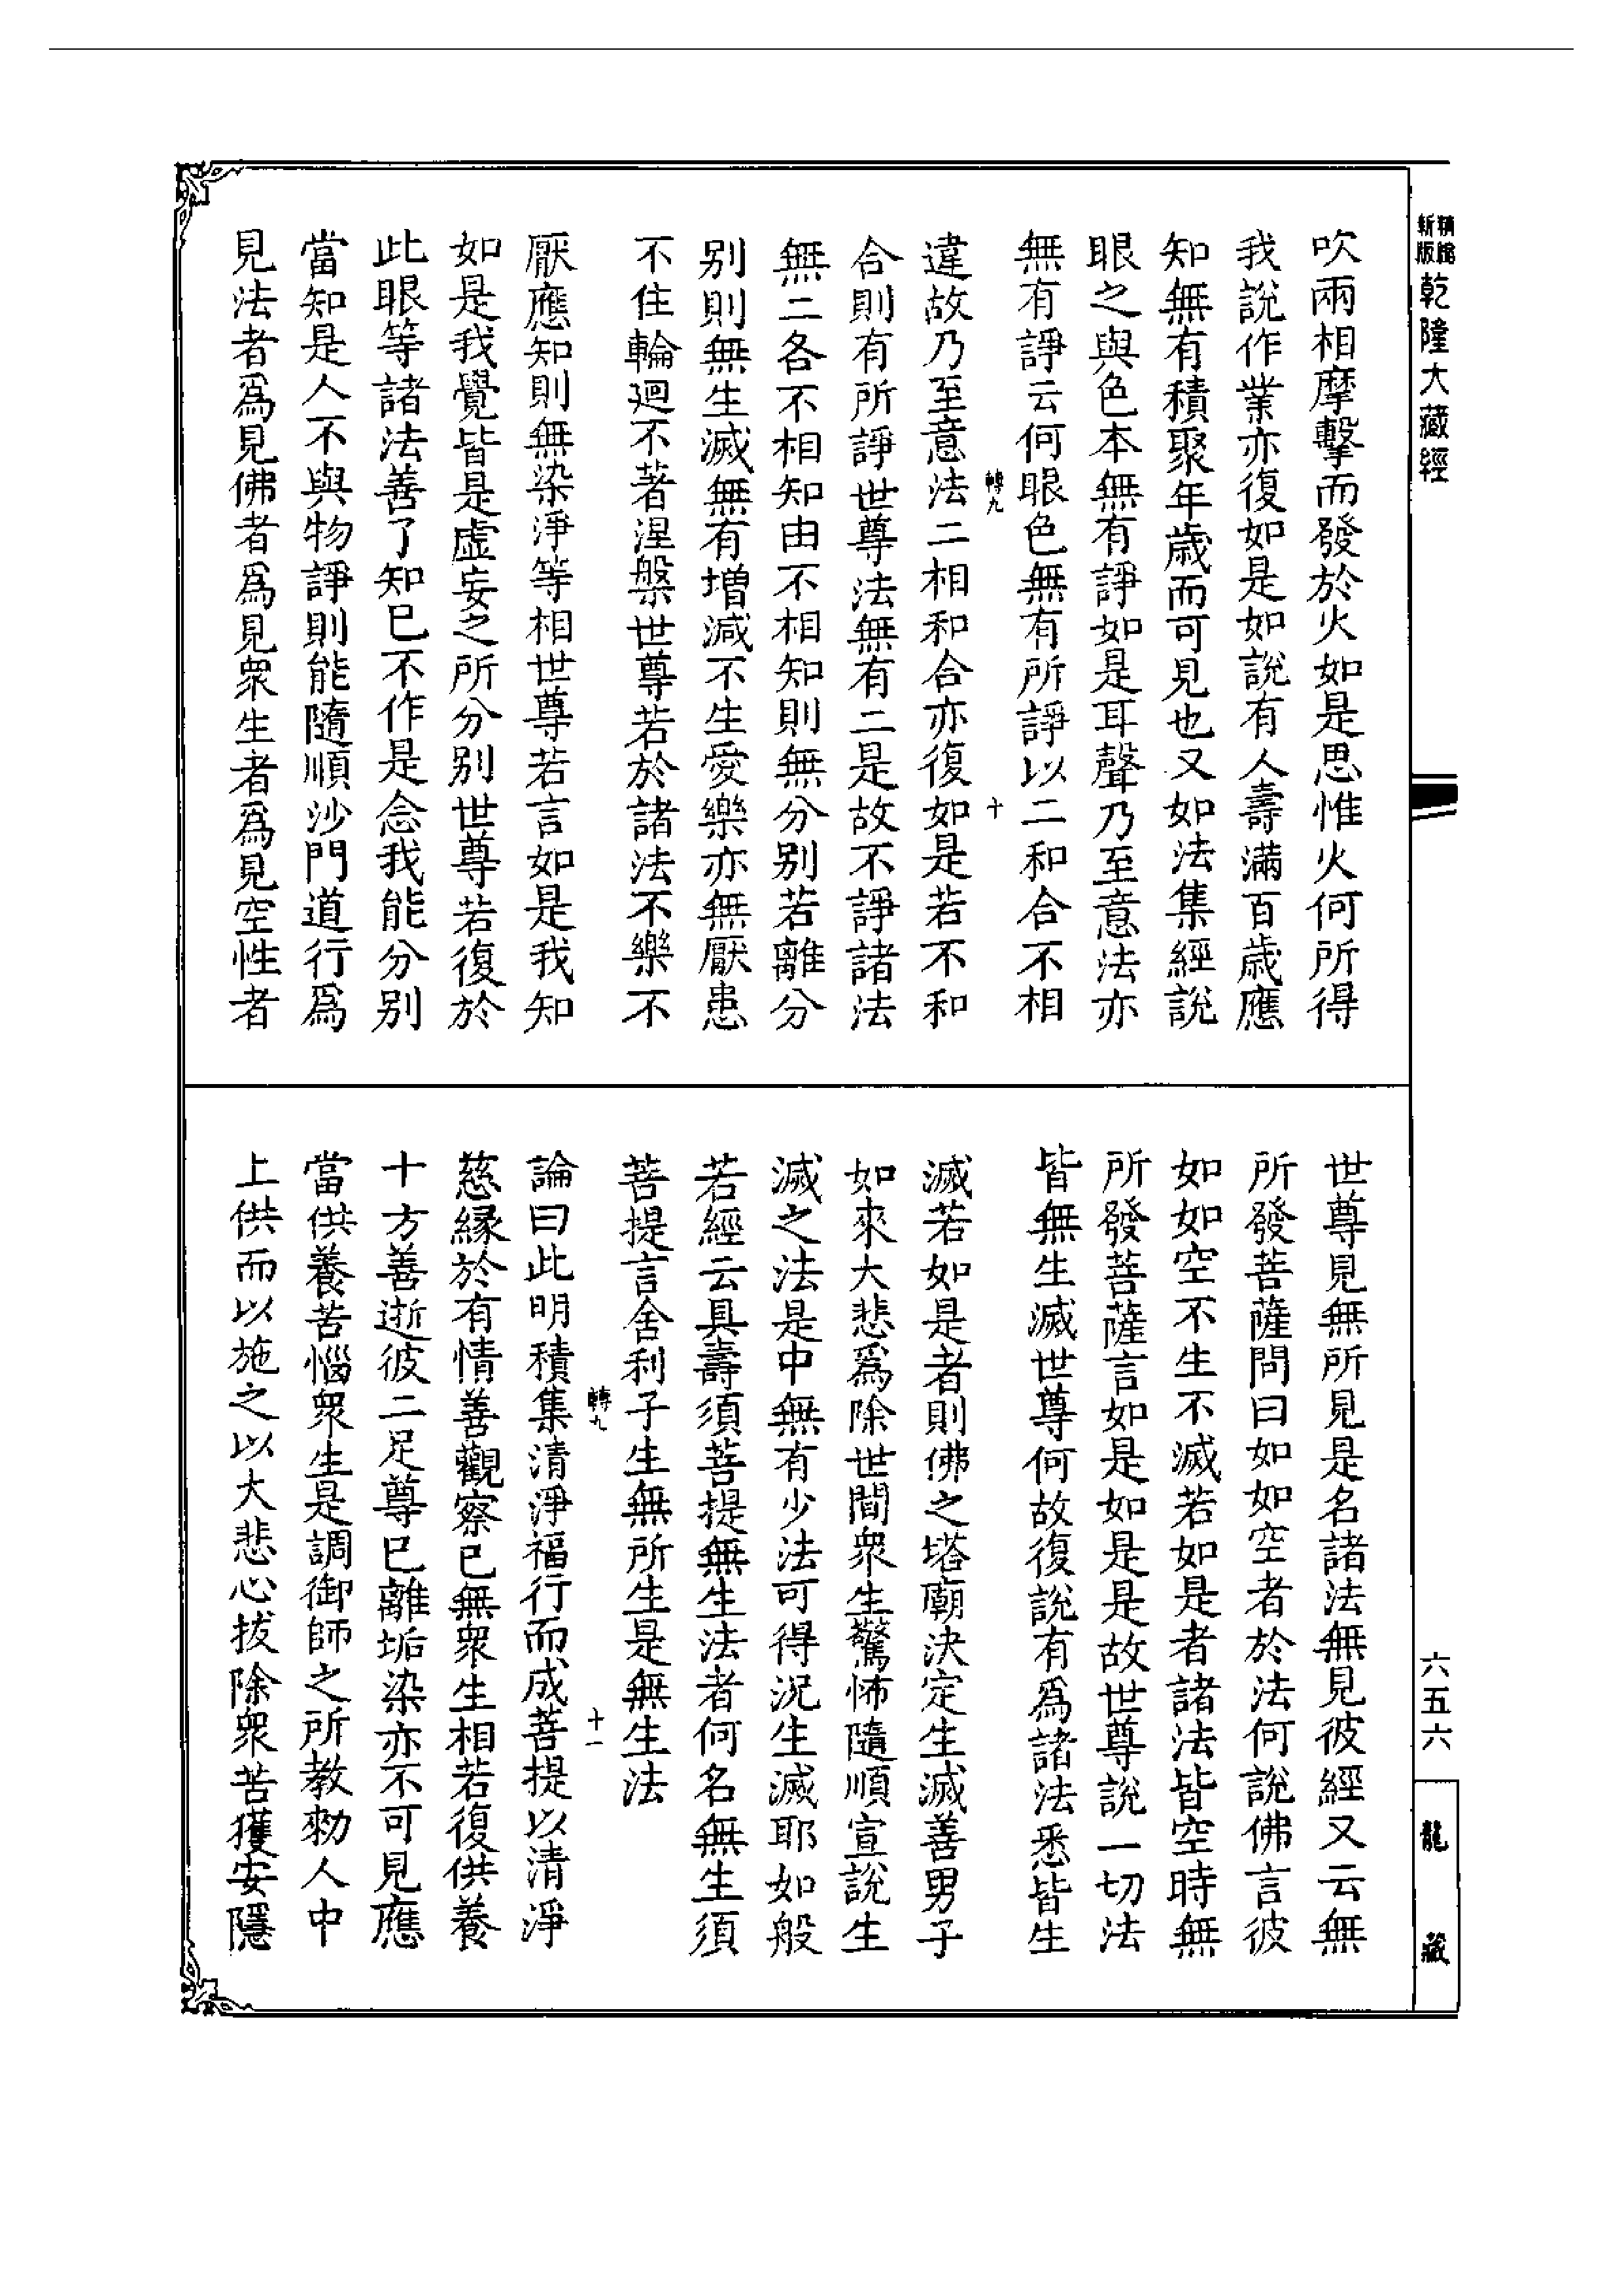 精縮
新版
乾隆大藏經
吹兩相摩擊而發於火如是思惟火何所得
我說作業亦復如是如說有人壽滿百歲應
知無有積聚年歲而可見也又如法集經說
眼之與色本無有諍如是耳聲乃至意法亦
無有諍云何眼色無有所諍以二和合不相
轉九
十
違故乃至意法二相和合亦復如是若不和
合則有所諍世尊法無有二是故不諍諸法
無二各不相知由不相知則無分別若離分
別則無生滅無有增減不生愛樂亦無厭患
不住輪迴不著涅槃世尊若於諸法不樂不
厭應知則無染淨等相世尊若言如是我知
如是我覺皆是虛妄之所分別世尊若復於
此眼等諸法善了知已不作是念我能分別
當知是人不與物諍則能隨順沙門道行爲
見法者爲見佛者爲見衆生者爲見空性者
世尊見無所見是名諸法無見彼經又云無
所發菩薩問曰如如空者於法何說佛言彼
如如空不生不滅若如是者諸法皆空時無
所發菩薩言如是如是是故世尊說一切法
皆無生滅世尊何故復說有爲諸法悉皆生
滅若如是者則佛之塔廟決定生滅善男子
如來大悲爲除世間衆生驚怖隨順宣說生
滅之法是中無有少法可得況生滅耶如般
若經云具壽須菩提無生法者何名無生須
菩提言舍利子生無所生是無生法
轉九
十一
論曰此明積集清淨福行而成菩提以清淨
慈緣於有情善觀察已無衆生相若復供養
十方善逝彼二足尊已離垢染亦不可見應
當供養苦惱衆生是調御師之所教勑人中
上供而以施之以大悲心拔除衆苦獲安隱
六五六
龍藏